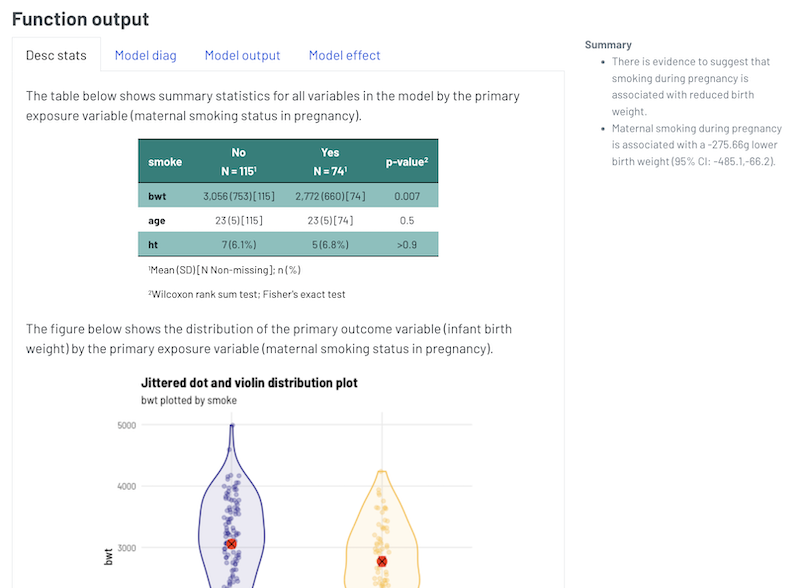 Function output
Desc stats
Model diag
Model output
Model effect
The table below shows summary statistics for all variables in the model by the primary
exposure variable (maternal smoking status in pregnancy).
smoke No N = 115¹ Yes N = 74¹ p-value²
bwt 3,056 (753) [115] 2,772 (660) [74] 0.007
age 23 (5) [115] 23 (5) [74] 0.5
ht 7 (6.1%) 5 (6.8%) >0.9
¹Mean (SD) [N Non-missing]; n (%)
²Wilcoxon rank sum test; Fisher's exact test
The figure below shows the distribution of the primary outcome variable (infant birth
weight) by the primary exposure variable (maternal smoking status in pregnancy).
Jittered dot and violin distribution plot
bwt plotted by smoke
5000
4000
3000
bwt
Summary
There is evidence to suggest that
smoking during pregnancy is
associated with reduced birth
weight.
Maternal smoking during pregnancy
is associated with a -275.66g lower
birth weight (95% CI: -485.1,-66.2).